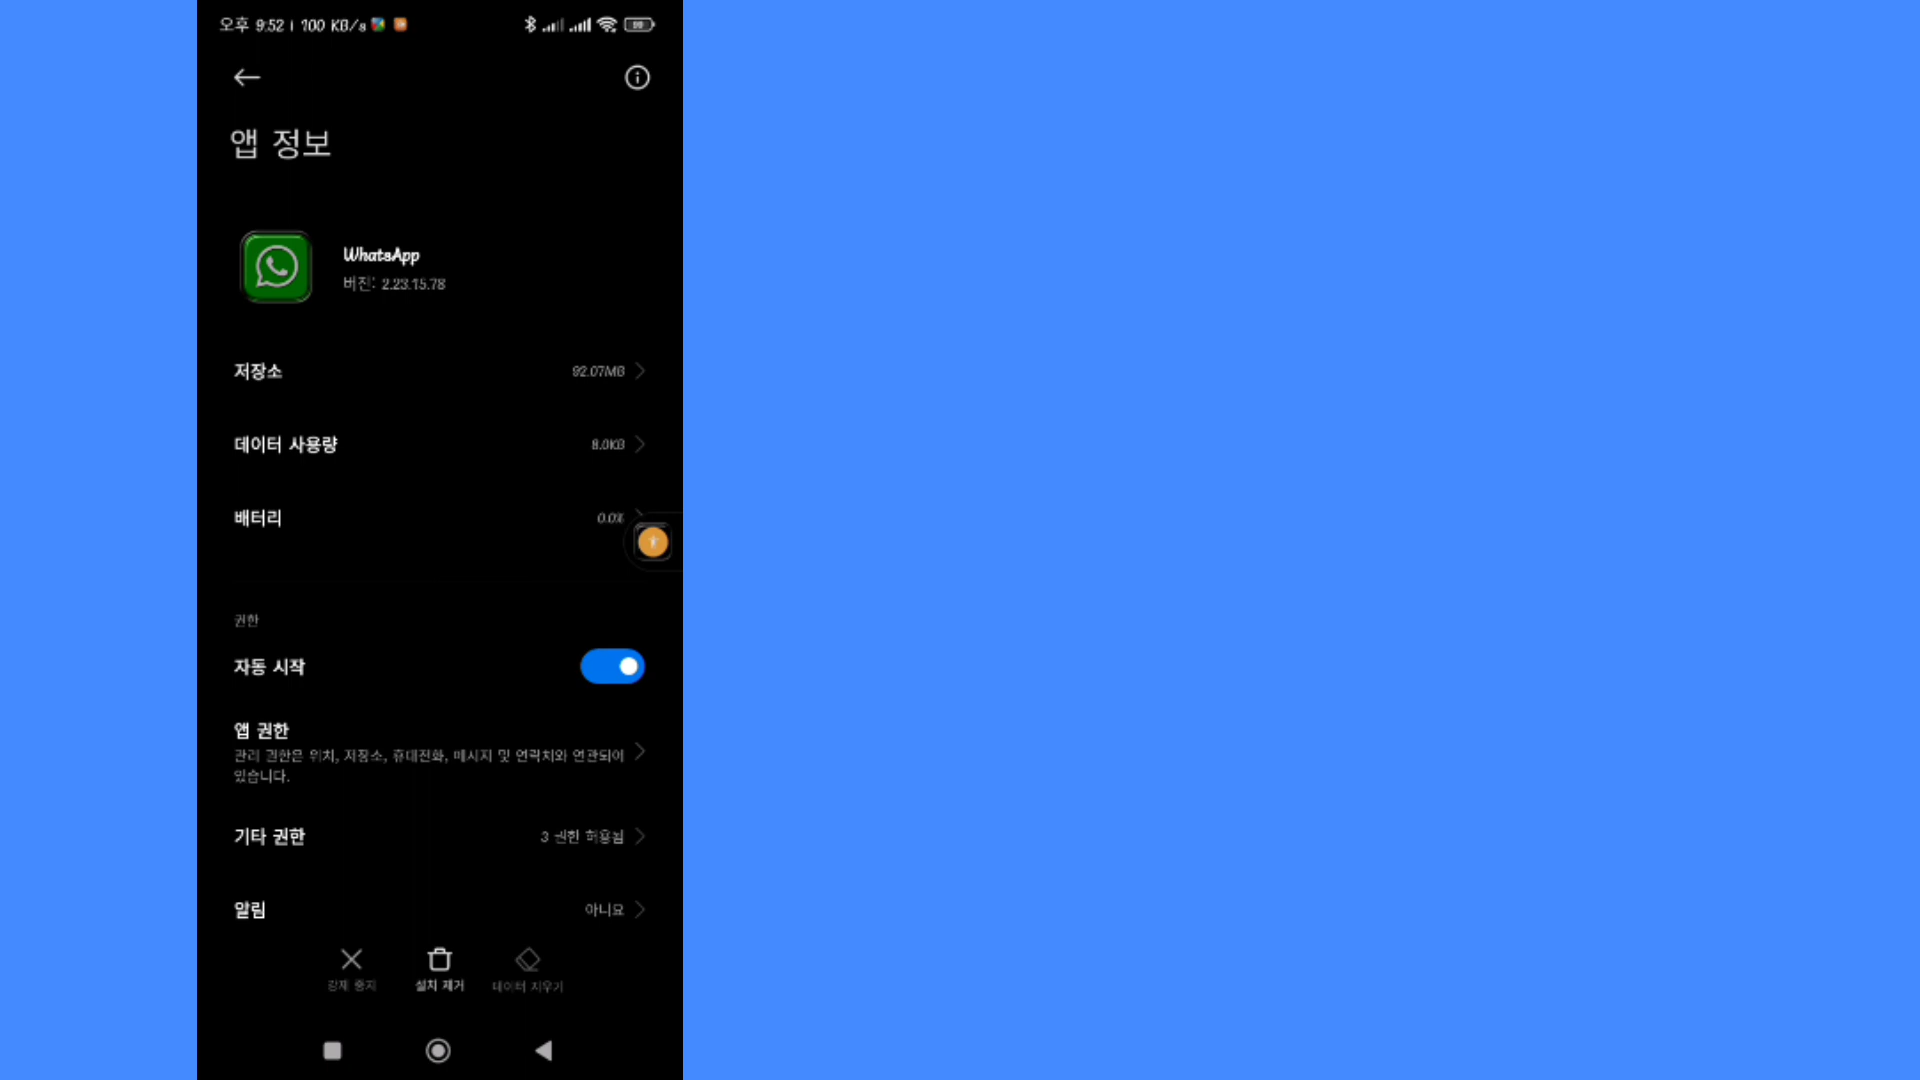 오후 9:52 | 100 KB/s
앱 정보
WhatsApp
버전: 2.23.15.78
저장소 92.07MB
데이터 사용량 8.0KB
배터리 0.0%
권한
자동 시작
앱 권한
관리 권한은 위치, 저장소, 휴대전화, 메시지 및 연락처와 연관되어
있습니다.
기타 권한 3 권한 허용됨
알림 아니요
강제 중지 설치 제거 데이터 지우기